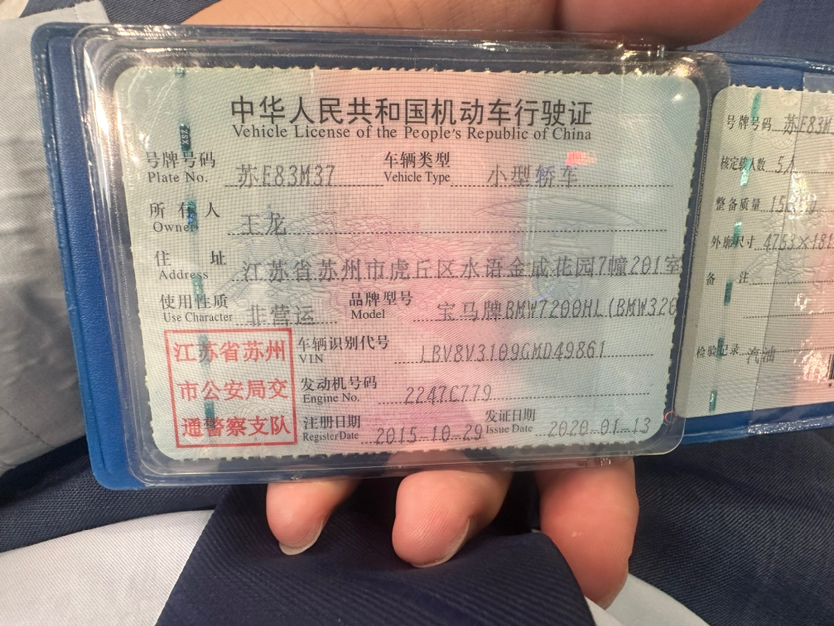 中华人民共和国机动车行驶证
Vehicle License of the People's Republic of China
号牌号码 Plate No. 苏E83M37 车辆类型 Vehicle Type 小型轿车
所有人 Owner 王龙
住址 Address 江苏省苏州市虎丘区水语金成花园7幢201室
使用性质 Use Character 非营运 品牌型号 Model 宝马牌BMW7200HL(BMW320
江苏省苏州
市公安局交
通警察支队
车辆识别代号 VIN LBV8V3109GMD49861
发动机号码 Engine No. 2247C779
注册日期 Register Date 2015-10-29 发证日期 Issue Date 2020-01-13
号牌号码 苏E83M
核定载人数 5人
整备质量
外廓尺寸 4753×181
备注
检验记录 汽油